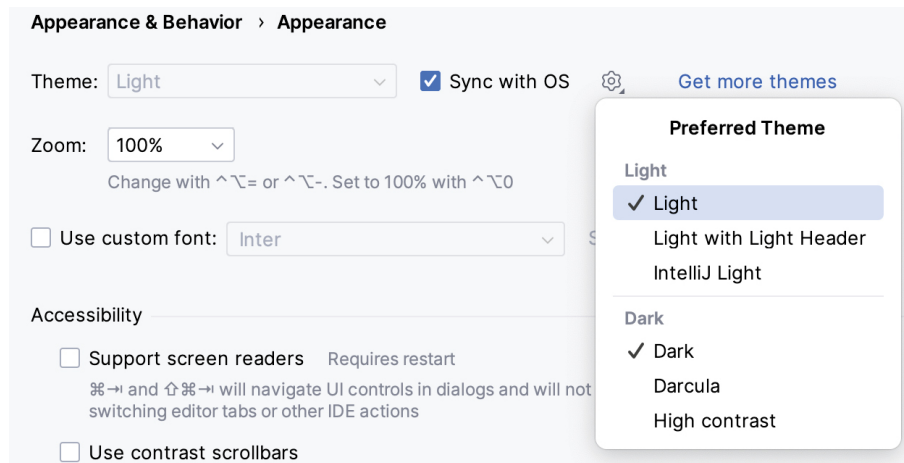 Appearance & Behavior › Appearance
Theme: Light Sync with OS Get more themes
Zoom: 100%
Change with ⌃⌥= or ⌃⌥-. Set to 100% with ⌃⌥0
Use custom font: Inter
Accessibility
Support screen readers Requires restart
⌘⇥ and ⇧⌘⇥ will navigate UI controls in dialogs and will not
switching editor tabs or other IDE actions
Use contrast scrollbars
Preferred Theme
Light
Light
Light with Light Header
IntelliJ Light
Dark
Dark
Darcula
High contrast